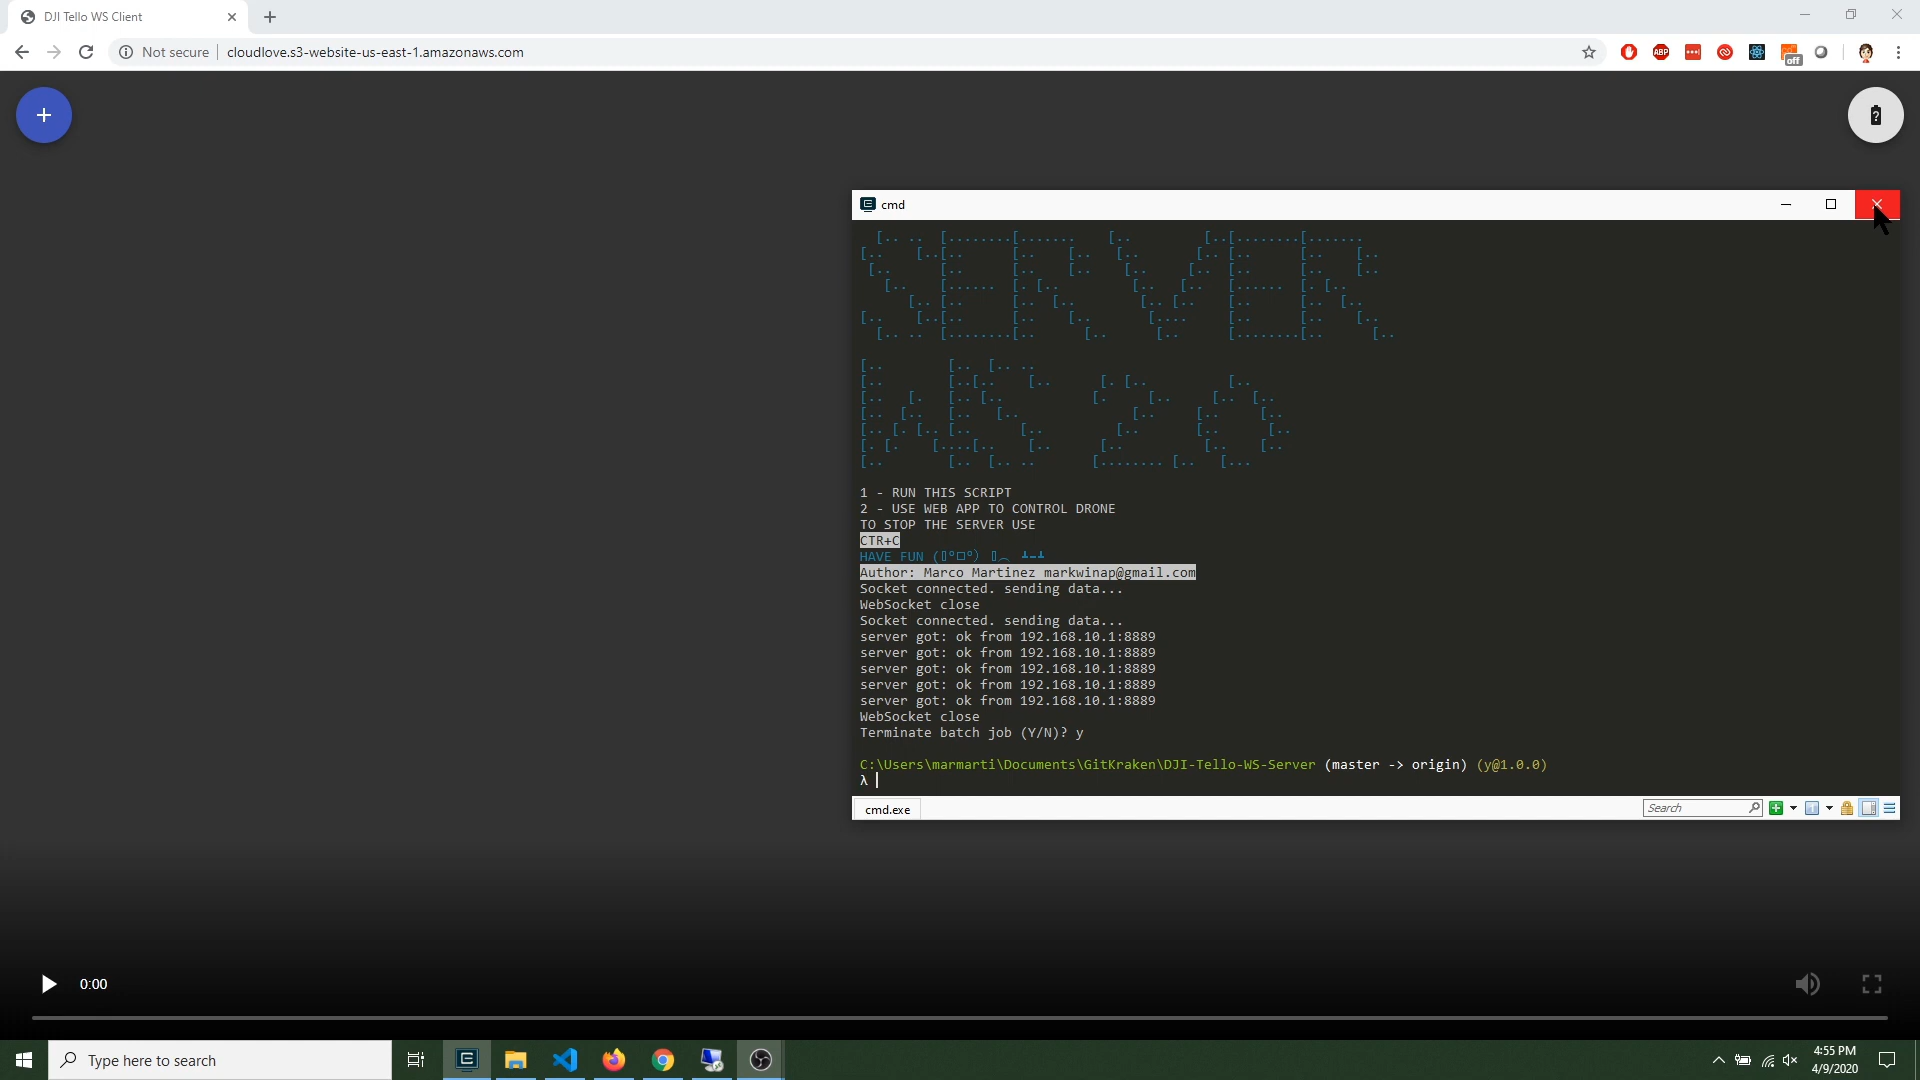 DJI Tello WS Client
Not secure
cloudlove.s3-website-us-east-1.amazonaws.com
ABP
off
cmd
SERVER
WS 2.0
1 - RUN THIS SCRIPT
2 - USE WEB APP TO CONTROL DRONE
TO STOP THE SERVER USE
CTR+C
HAVE FUN (▯°□°) ▯︵ ┻━┻
Author: Marco Martinez markwinap@gmail.com
Socket connected. sending data...
WebSocket close
Socket connected. sending data...
server got: ok from 192.168.10.1:8889
server got: ok from 192.168.10.1:8889
server got: ok from 192.168.10.1:8889
server got: ok from 192.168.10.1:8889
server got: ok from 192.168.10.1:8889
WebSocket close
Terminate batch job (Y/N)? y
C:\Users\marmarti\Documents\GitKraken\DJI-Tello-WS-Server (master -> origin) (y@1.0.0)
λ
cmd.exe
Search
0:00
Type here to search
4:55 PM
4/9/2020